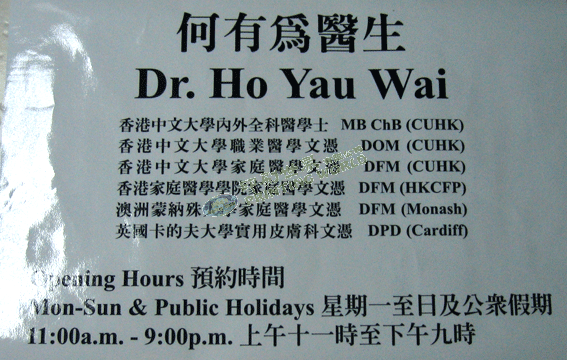 何有為醫生
Dr. Ho Yau Wai
香港中文大學內外全科醫學士 MB ChB (CUHK)
香港中文大學職業醫學文憑 DOM (CUHK)
香港中文大學家庭醫學文憑 DFM (CUHK)
香港家庭醫學學院家庭醫學文憑 DFM (HKCFP)
澳洲蒙納殊大學家庭醫學文憑 DFM (Monash)
英國卡的夫大學實用皮膚科文憑 DPD (Cardiff)
Opening Hours 預約時間
Mon-Sun & Public Holidays 星期一至日及公眾假期
11:00a.m. - 9:00p.m. 上午十一時至下午九時